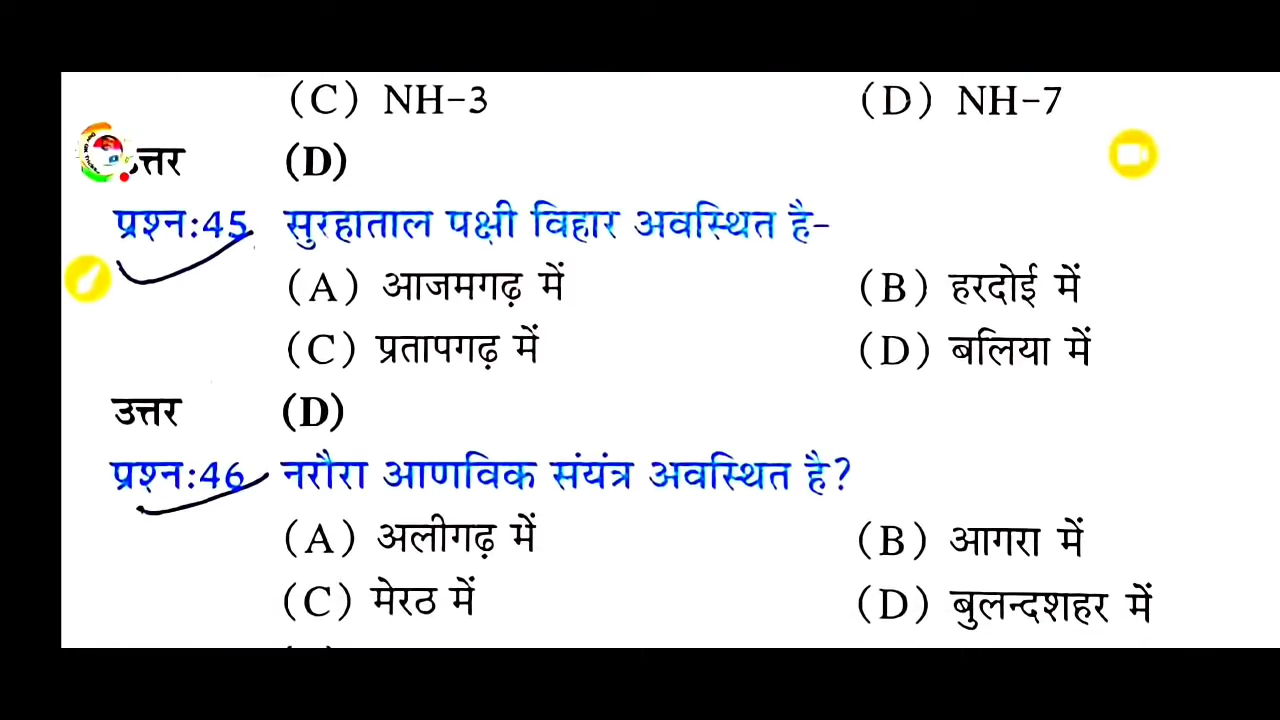 (C) NH-3 (D) NH-7
उत्तर (D)
प्रश्न:45 सुरहाताल पक्षी विहार अवस्थित है-
(A) आजमगढ़ में (B) हरदोई में
(C) प्रतापगढ़ में (D) बलिया में
उत्तर (D)
प्रश्न:46 नरौरा आणविक संयंत्र अवस्थित है?
(A) अलीगढ़ में (B) आगरा में
(C) मेरठ में (D) बुलन्दशहर में